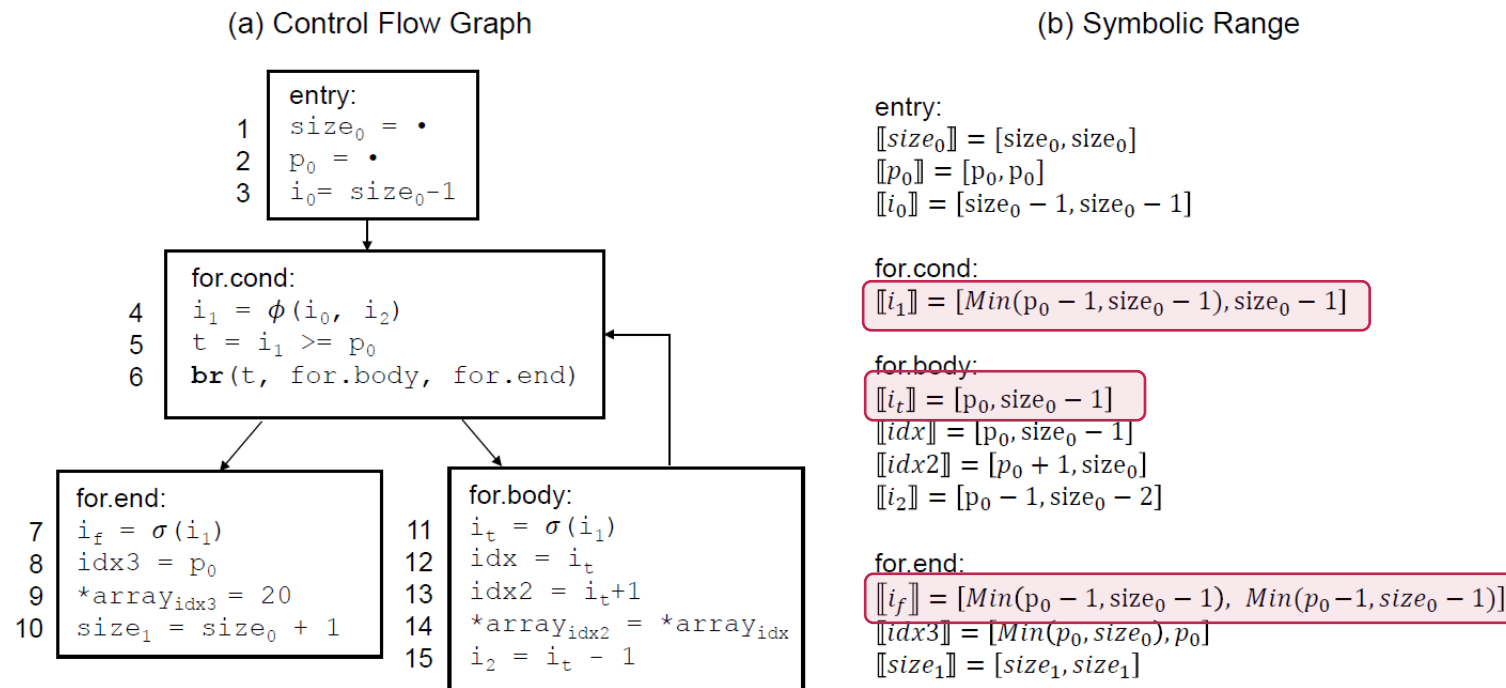 (a) Control Flow Graph
entry:
1 size₀ = •
2 p₀ = •
3 i₀= size₀-1
for.cond:
4 i₁ = ϕ(i₀, i₂)
5 t = i₁ >= p₀
6 br(t, for.body, for.end)
for.end:
7 i_f = σ(i₁)
8 idx3 = p₀
9 *array_idx3 = 20
10 size₁ = size₀ + 1
for.body:
11 i_t = σ(i₁)
12 idx = i_t
13 idx2 = i_t+1
14 *array_idx2 = *array_idx
15 i₂ = i_t - 1
(b) Symbolic Range
entry:
⟦size₀⟧ = [size₀, size₀]
⟦p₀⟧ = [p₀, p₀]
⟦i₀⟧ = [size₀ − 1, size₀ − 1]
for.cond:
⟦i₁⟧ = [Min(p₀ − 1, size₀ − 1), size₀ − 1]
for.body:
⟦i_t⟧ = [p₀, size₀ − 1]
⟦idx⟧ = [p₀, size₀ − 1]
⟦idx2⟧ = [p₀ + 1, size₀]
⟦i₂⟧ = [p₀ − 1, size₀ − 2]
for.end:
⟦i_f⟧ = [Min(p₀ − 1, size₀ − 1), Min(p₀−1, size₀ − 1)]
⟦idx3⟧ = [Min(p₀, size₀), p₀]
⟦size₁⟧ = [size₁, size₁]